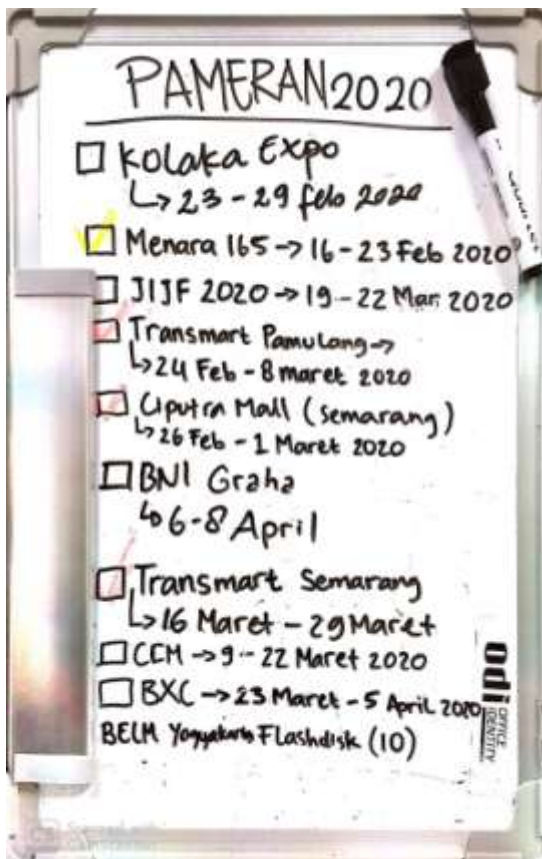 PAMERAN 2020
Kolaka Expo
↳ 23 - 29 feb 2020
Menara 165 → 16 - 23 Feb 2020
JIJF 2020 → 19 - 22 Mar 2020
Transmart Pamulang →
↳ 24 Feb - 8 maret 2020
Ciputra Mall (Semarang)
↳ 26 Feb - 1 Maret 2020
BNI Graha
↳ 6-8 April
Transmart Semarang
↳ 16 Maret - 29 Maret
CCM → 9 - 22 Maret 2020
BXC → 23 Maret - 5 April 2020
BELM Yogyakarta Flashdisk (10)
odi OFFICE IDENTITY